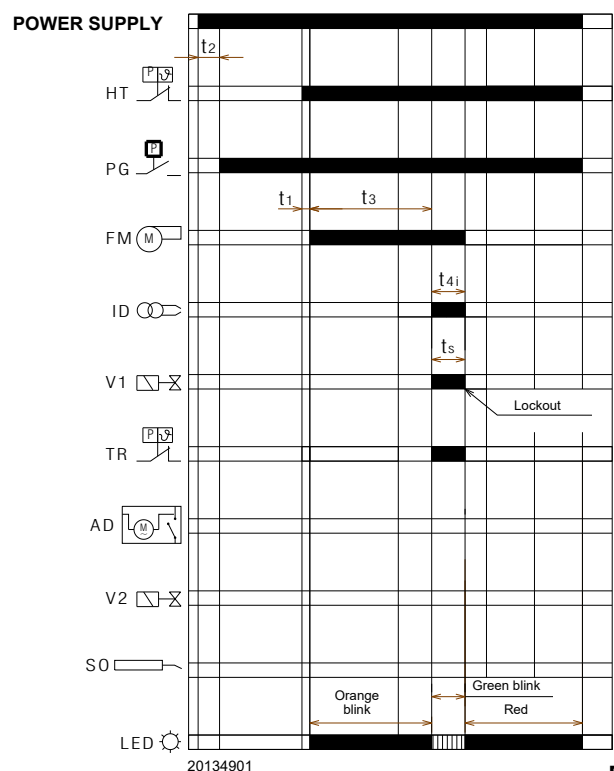 POWER SUPPLY
t2
P ϑ
HT
P
PG
t1 t3
FM M
t4i
ID
ts
V1
Lockout
P ϑ
TR
AD M
V2
SO
Green blink
Orange
blink
Red
LED
20134901